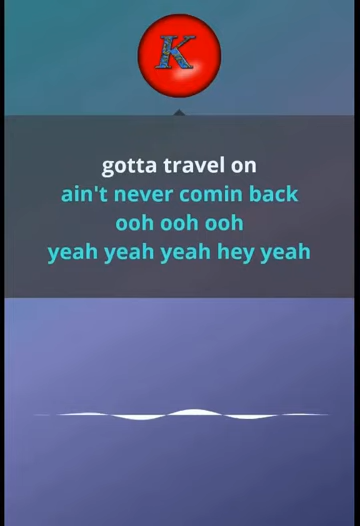 K
gotta travel on
ain't never comin back
ooh ooh ooh
yeah yeah yeah hey yeah